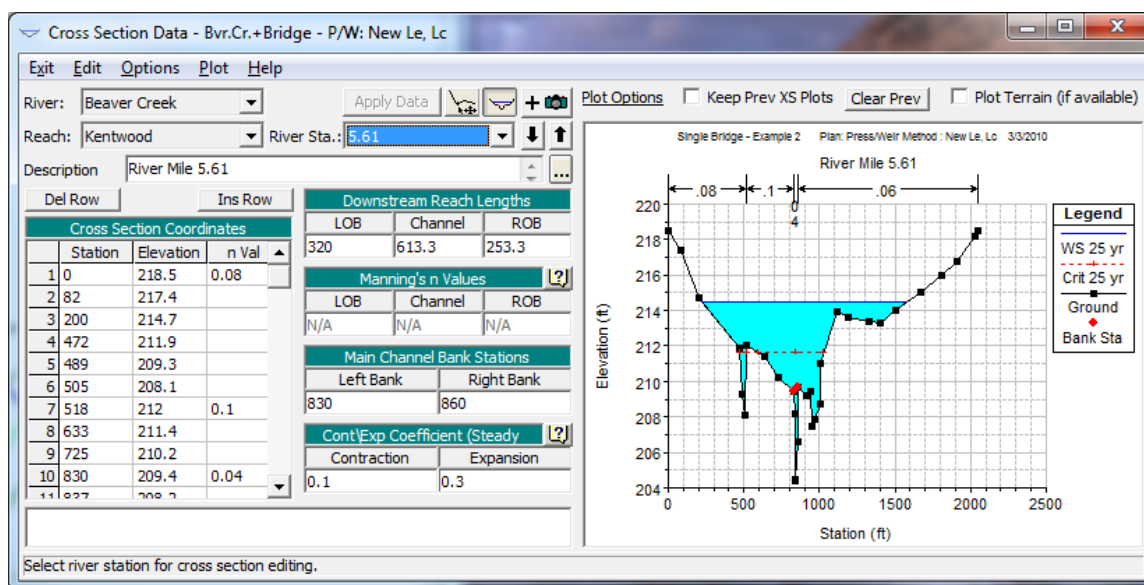 Cross Section Data - Bvr.Cr.+Bridge - P/W: New Le, Lc
Exit Edit Options Plot Help
River: Beaver Creek Apply Data
Reach: Kentwood River Sta.: 5.61
Description River Mile 5.61 ...
Del Row Ins Row
Cross Section Coordinates
Station Elevation n Val
1 0 218.5 0.08
2 82 217.4
3 200 214.7
4 472 211.9
5 489 209.3
6 505 208.1
7 518 212 0.1
8 633 211.4
9 725 210.2
10 830 209.4 0.04
11 837 208.2
Downstream Reach Lengths
LOB Channel ROB
320 613.3 253.3
Manning's n Values
LOB Channel ROB
N/A N/A N/A
Main Channel Bank Stations
Left Bank Right Bank
830 860
Cont\Exp Coefficient (Steady
Contraction Expansion
0.1 0.3
Plot Options Keep Prev XS Plots Clear Prev Plot Terrain (if available)
Single Bridge - Example 2 Plan: Press/Weir Method : New Le, Lc 3/3/2010
River Mile 5.61
.08 .1 .04 .06
Elevation (ft)
220
218
216
214
212
210
208
206
204
0 500 1000 1500 2000 2500
Station (ft)
Legend
WS 25 yr
Crit 25 yr
Ground
Bank Sta
Select river station for cross section editing.